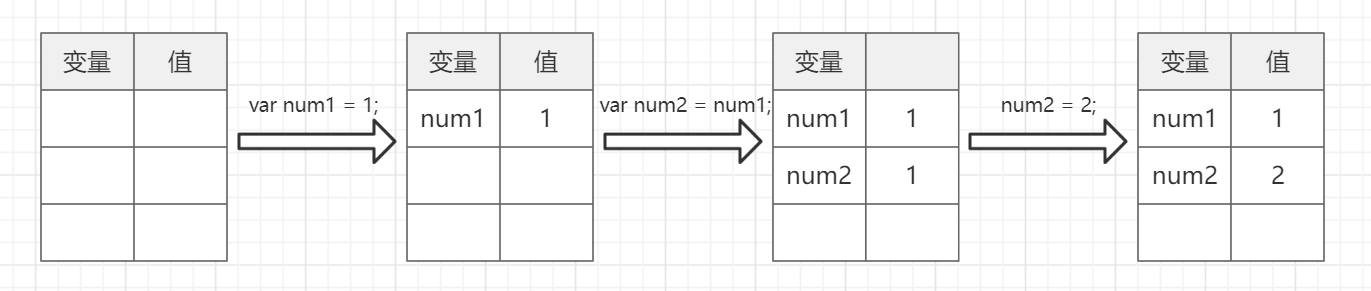 变量 值
var num1 = 1;
变量 值
num1 1
var num2 = num1;
变量
num1 1
num2 1
num2 = 2;
变量 值
num1 1
num2 2